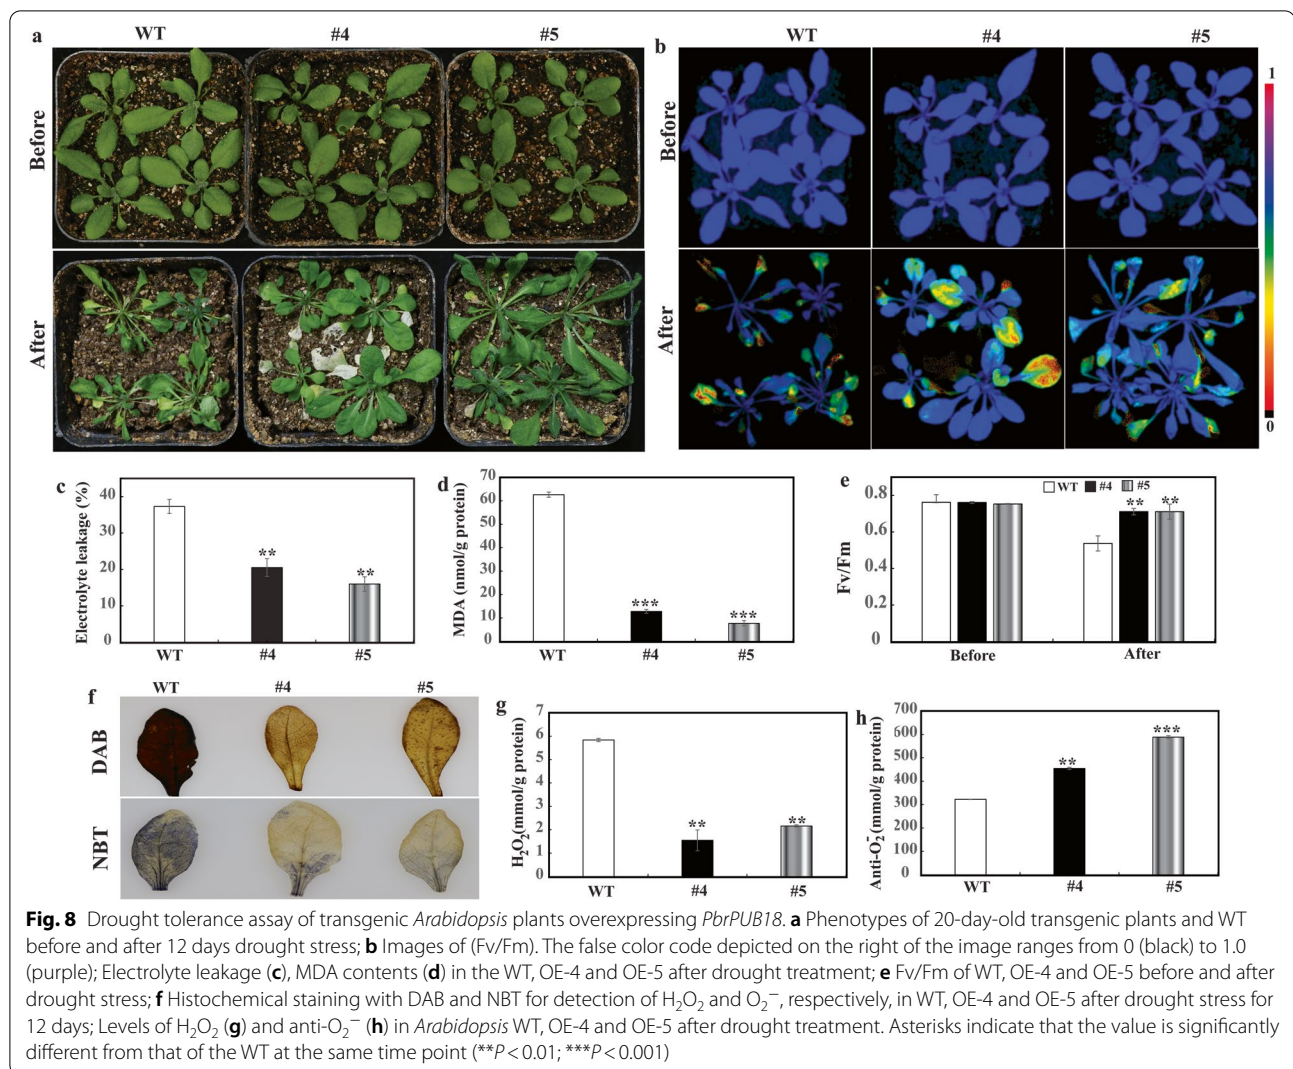 a WT #4 #5
Before
After
b WT #4 #5
Before
After
1
0
c
Electrolyte leakage (%)
40
30
20
10
0
**
**
WT #4 #5
d
MDA (nmol/g protein)
70
60
50
40
30
20
10
0
***
***
WT #4 #5
e
Fv/Fm
0.8
0.6
0.4
0.2
0
WT #4 #5
** **
Before After
f WT #4 #5
DAB
NBT
g
H₂O₂(mmol/g protein)
7
6
5
4
3
2
1
0
**
**
WT #4 #5
h
Anti-O₂⁻(mmol/g protein)
700
600
500
400
300
200
100
0
**
***
WT #4 #5
Fig. 8 Drought tolerance assay of transgenic Arabidopsis plants overexpressing PbrPUB18. a Phenotypes of 20-day-old transgenic plants and WT
before and after 12 days drought stress; b Images of (Fv/Fm). The false color code depicted on the right of the image ranges from 0 (black) to 1.0
(purple); Electrolyte leakage (c), MDA contents (d) in the WT, OE-4 and OE-5 after drought treatment; e Fv/Fm of WT, OE-4 and OE-5 before and after
drought stress; f Histochemical staining with DAB and NBT for detection of H₂O₂ and O₂⁻, respectively, in WT, OE-4 and OE-5 after drought stress for
12 days; Levels of H₂O₂ (g) and anti-O₂⁻ (h) in Arabidopsis WT, OE-4 and OE-5 after drought treatment. Asterisks indicate that the value is significantly
different from that of the WT at the same time point (**P < 0.01; ***P < 0.001)